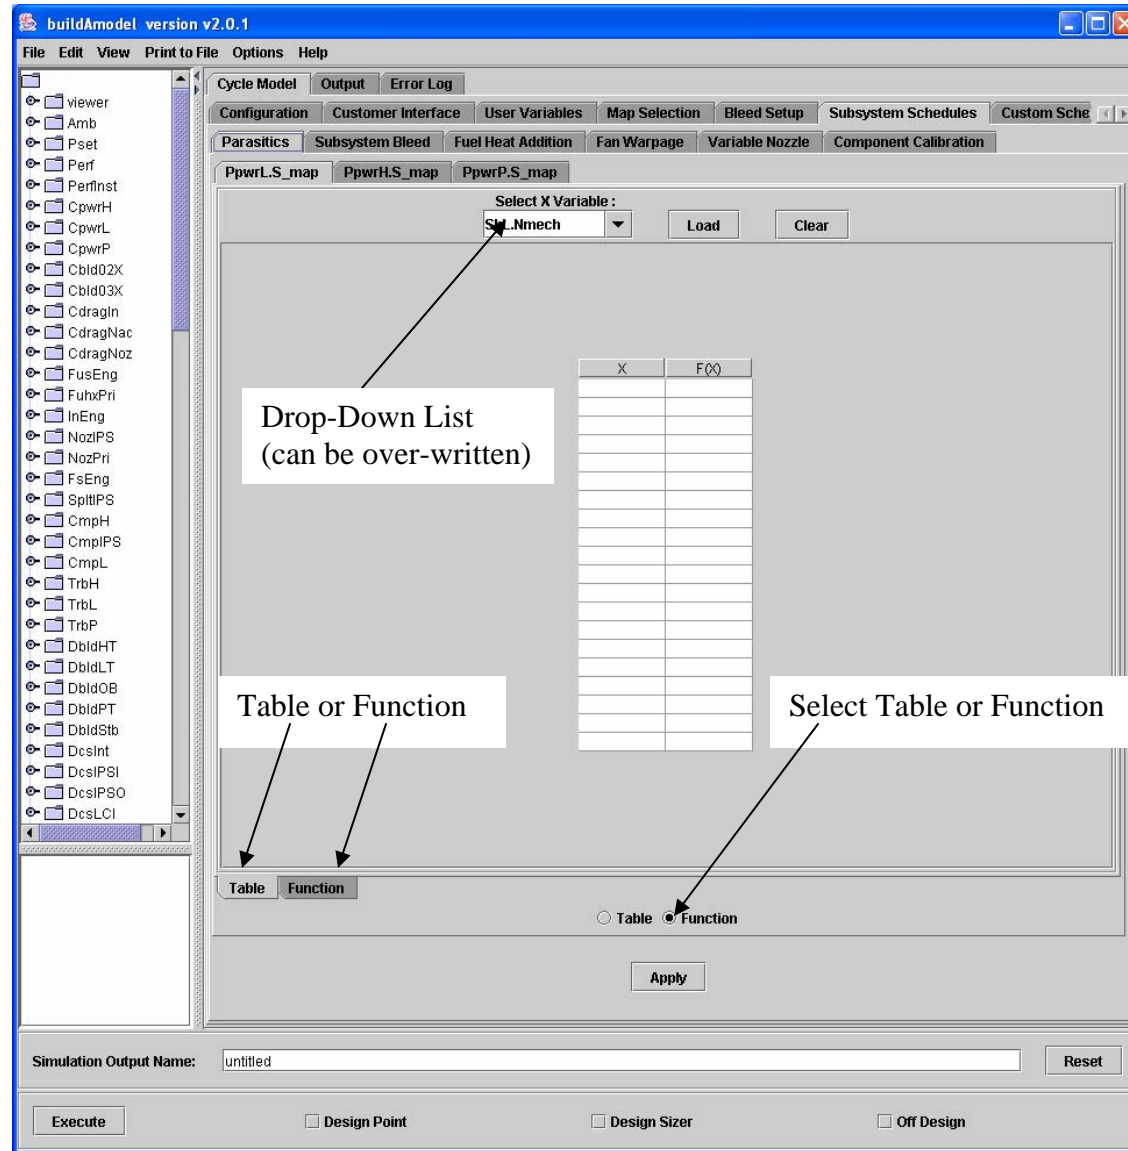 buildAmodel version v2.0.1
File Edit View Print to File Options Help
viewer
Amb
Pset
Perf
PerfInst
CpwrH
CpwrL
CpwrP
Cbld02X
Cbld03X
CdragIn
CdragNac
CdragNoz
FusEng
FuhxPri
InEng
NozIPS
NozPri
FsEng
SpltIPS
CmpH
CmpIPS
CmpL
TrbH
TrbL
TrbP
DbldHT
DbldLT
DbldOB
DbldPT
DbldStb
DcsInt
DcsIPSI
DcsIPSO
DcsLCI
Cycle Model Output Error Log
Configuration Customer Interface User Variables Map Selection Bleed Setup Subsystem Schedules Custom Sche
Parasitics Subsystem Bleed Fuel Heat Addition Fan Warpage Variable Nozzle Component Calibration
PpwrL.S_map PpwrH.S_map PpwrP.S_map
Select X Variable :
ShL.Nmech Load Clear
X F(X)
Drop-Down List
(can be over-written)
Table or Function
Select Table or Function
Table Function
Table Function
Apply
Simulation Output Name: untitled Reset
Execute Design Point Design Sizer Off Design